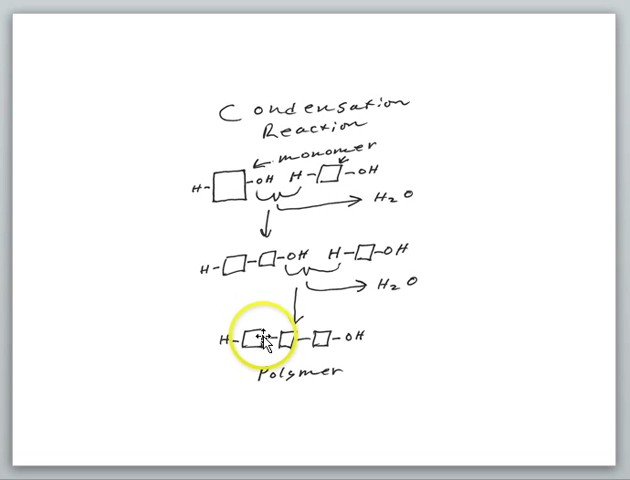 Condensation
Reaction
monomer
H-□-OH H-□-OH
H2O
H-□-□-OH H-□-OH
H2O
H-□-□-□-OH
Polymer